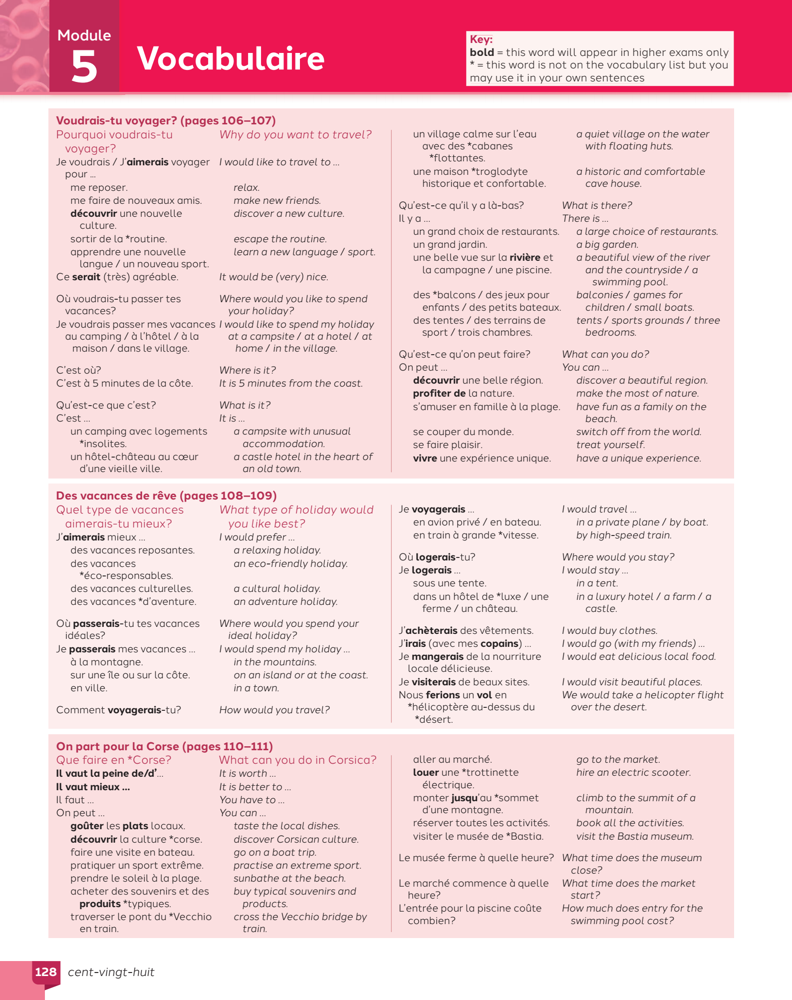 Module
5
Vocabulaire
Key:
bold = this word will appear in higher exams only
* = this word is not on the vocabulary list but you
may use it in your own sentences
Voudrais-tu voyager? (pages 106–107)
Pourquoi voudrais-tu Why do you want to travel?
voyager?
Je voudrais / J'aimerais voyager I would like to travel to ...
pour ...
me reposer. relax.
me faire de nouveaux amis. make new friends.
découvrir une nouvelle discover a new culture.
culture.
sortir de la *routine. escape the routine.
apprendre une nouvelle learn a new language / sport.
langue / un nouveau sport.
Ce serait (très) agréable. It would be (very) nice.
Où voudrais-tu passer tes Where would you like to spend
vacances? your holiday?
Je voudrais passer mes vacances I would like to spend my holiday
au camping / à l'hôtel / à la at a campsite / at a hotel / at
maison / dans le village. home / in the village.
C'est où? Where is it?
C'est à 5 minutes de la côte. It is 5 minutes from the coast.
Qu'est-ce que c'est? What is it?
C'est ... It is ...
un camping avec logements a campsite with unusual
*insolites. accommodation.
un hôtel-château au cœur a castle hotel in the heart of
d'une vieille ville. an old town.
un village calme sur l'eau a quiet village on the water
avec des *cabanes with floating huts.
*flottantes.
une maison *troglodyte a historic and comfortable
historique et confortable. cave house.
Qu'est-ce qu'il y a là-bas? What is there?
Il y a ... There is ...
un grand choix de restaurants. a large choice of restaurants.
un grand jardin. a big garden.
une belle vue sur la rivière et a beautiful view of the river
la campagne / une piscine. and the countryside / a
swimming pool.
des *balcons / des jeux pour balconies / games for
enfants / des petits bateaux. children / small boats.
des tentes / des terrains de tents / sports grounds / three
sport / trois chambres. bedrooms.
Qu'est-ce qu'on peut faire? What can you do?
On peut ... You can ...
découvrir une belle région. discover a beautiful region.
profiter de la nature. make the most of nature.
s'amuser en famille à la plage. have fun as a family on the
beach.
se couper du monde. switch off from the world.
se faire plaisir. treat yourself.
vivre une expérience unique. have a unique experience.
Des vacances de rêve (pages 108–109)
Quel type de vacances What type of holiday would
aimerais-tu mieux? you like best?
J'aimerais mieux ... I would prefer ...
des vacances reposantes. a relaxing holiday.
des vacances an eco-friendly holiday.
*éco-responsables.
des vacances culturelles. a cultural holiday.
des vacances *d'aventure. an adventure holiday.
Où passerais-tu tes vacances Where would you spend your
idéales? ideal holiday?
Je passerais mes vacances ... I would spend my holiday ...
à la montagne. in the mountains.
sur une île ou sur la côte. on an island or at the coast.
en ville. in a town.
Comment voyagerais-tu? How would you travel?
Je voyagerais ... I would travel ...
en avion privé / en bateau. in a private plane / by boat.
en train à grande *vitesse. by high-speed train.
Où logerais-tu? Where would you stay?
Je logerais ... I would stay ...
sous une tente. in a tent.
dans un hôtel de *luxe / une in a luxury hotel / a farm / a
ferme / un château. castle.
J'achèterais des vêtements. I would buy clothes.
J'irais (avec mes copains) ... I would go (with my friends) ...
Je mangerais de la nourriture I would eat delicious local food.
locale délicieuse.
Je visiterais de beaux sites. I would visit beautiful places.
Nous ferions un vol en We would take a helicopter flight
*hélicoptère au-dessus du over the desert.
*désert.
On part pour la Corse (pages 110–111)
Que faire en *Corse? What can you do in Corsica?
Il vaut la peine de/d'... It is worth ...
Il vaut mieux ... It is better to ...
Il faut ... You have to ...
On peut ... You can ...
goûter les plats locaux. taste the local dishes.
découvrir la culture *corse. discover Corsican culture.
faire une visite en bateau. go on a boat trip.
pratiquer un sport extrême. practise an extreme sport.
prendre le soleil à la plage. sunbathe at the beach.
acheter des souvenirs et des buy typical souvenirs and
produits *typiques. products.
traverser le pont du *Vecchio cross the Vecchio bridge by
en train. train.
aller au marché. go to the market.
louer une *trottinette hire an electric scooter.
électrique.
monter jusqu'au *sommet climb to the summit of a
d'une montagne. mountain.
réserver toutes les activités. book all the activities.
visiter le musée de *Bastia. visit the Bastia museum.
Le musée ferme à quelle heure? What time does the museum
close?
Le marché commence à quelle What time does the market
heure? start?
L'entrée pour la piscine coûte How much does entry for the
combien? swimming pool cost?
128 cent-vingt-huit